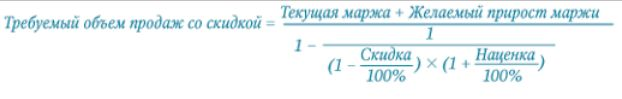 Требуемый объем продаж со скидкой = Текущая маржа + Желаемый прирост маржи
1 −
1
(1 − Скидка / 100%) × (1 + Наценка / 100%)